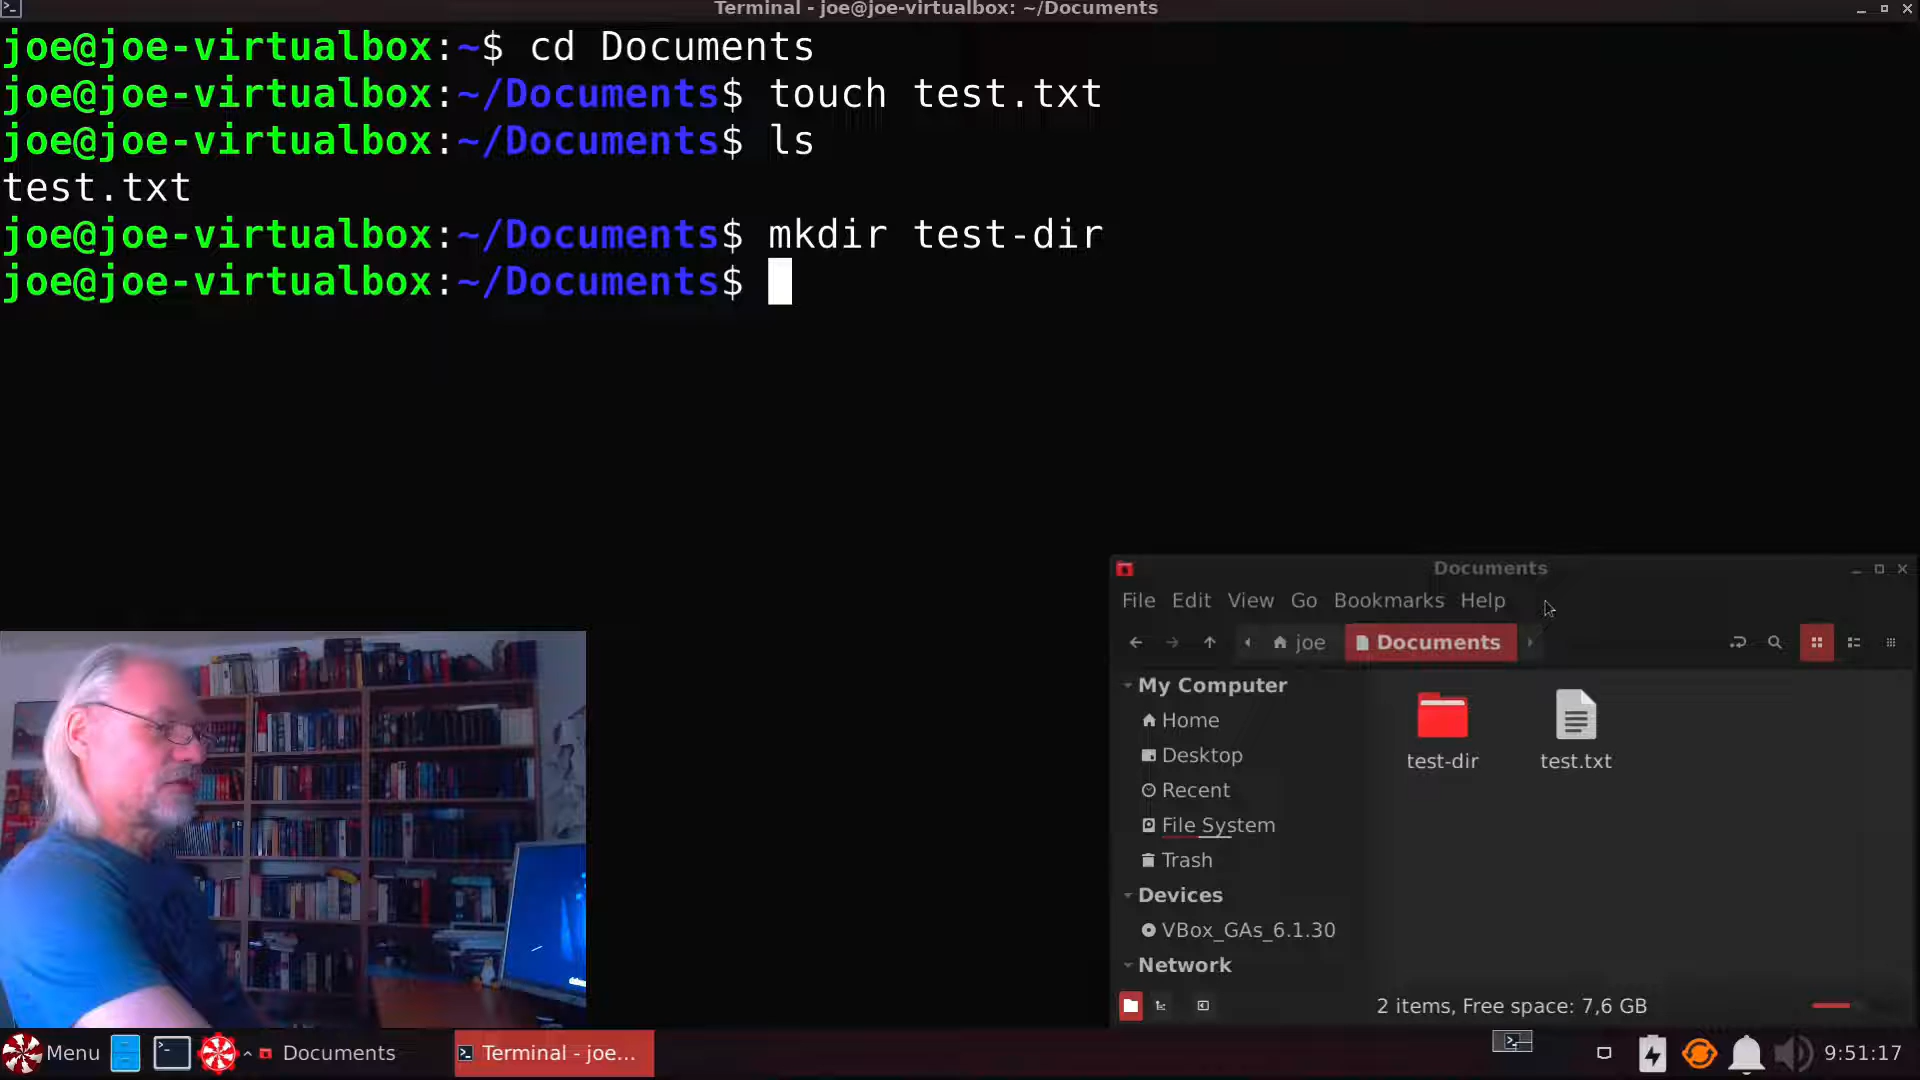 Terminal - joe@joe-virtualbox: ~/Documents
joe@joe-virtualbox:~$ cd Documents
joe@joe-virtualbox:~/Documents$ touch test.txt
joe@joe-virtualbox:~/Documents$ ls
test.txt
joe@joe-virtualbox:~/Documents$ mkdir test-dir
joe@joe-virtualbox:~/Documents$
Documents
File Edit View Go Bookmarks Help
joe Documents
My Computer
Home
Desktop
Recent
File System
Trash
Devices
VBox_GAs_6.1.30
Network
test-dir test.txt
2 items, Free space: 7,6 GB
Menu Documents Terminal - joe... 9:51:17